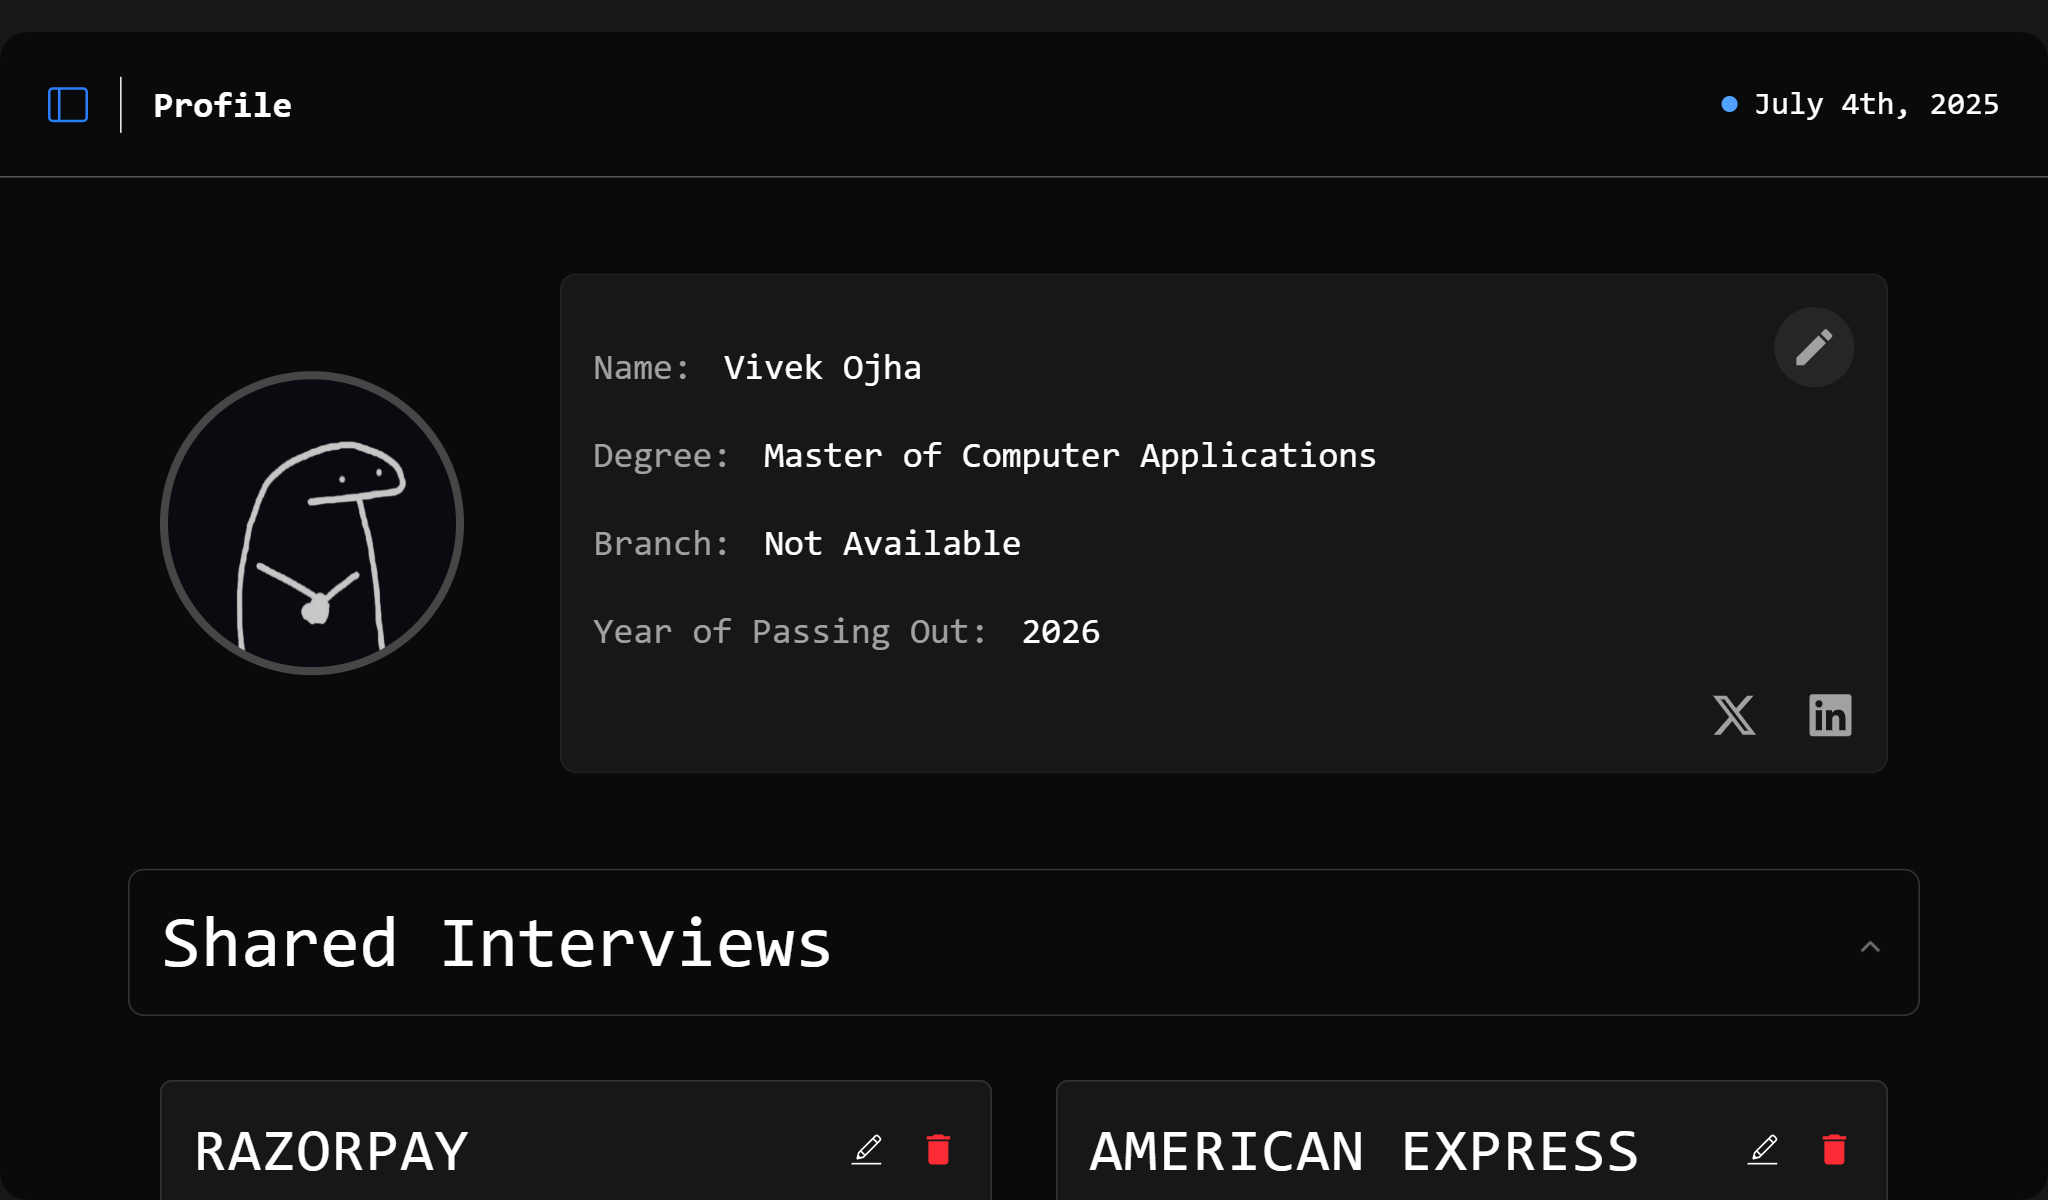 Profile
July 4th, 2025
Name: Vivek Ojha
Degree: Master of Computer Applications
Branch: Not Available
Year of Passing Out: 2026
X in
Shared Interviews
RAZORPAY
AMERICAN EXPRESS